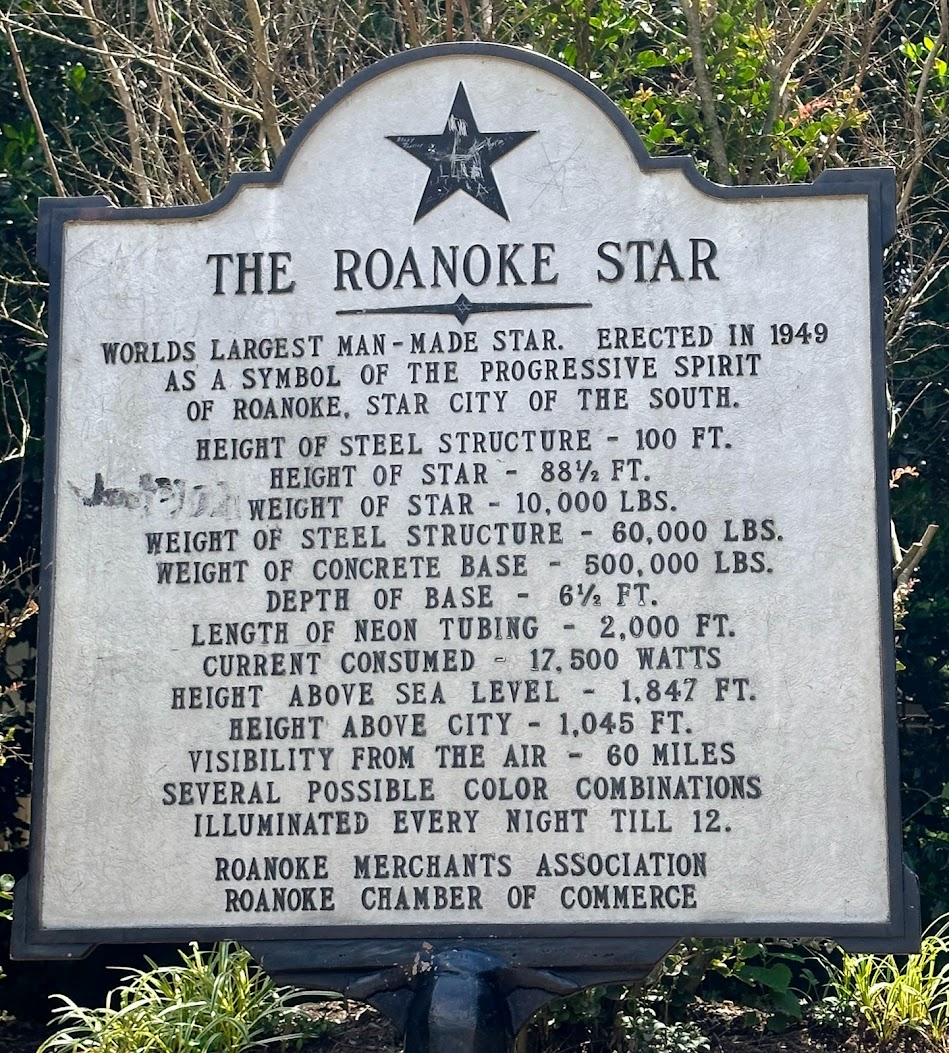 THE ROANOKE STAR
WORLDS LARGEST MAN-MADE STAR. ERECTED IN 1949
AS A SYMBOL OF THE PROGRESSIVE SPIRIT
OF ROANOKE, STAR CITY OF THE SOUTH.
HEIGHT OF STEEL STRUCTURE - 100 FT.
HEIGHT OF STAR - 88½ FT.
WEIGHT OF STAR - 10,000 LBS.
WEIGHT OF STEEL STRUCTURE - 60,000 LBS.
WEIGHT OF CONCRETE BASE - 500,000 LBS.
DEPTH OF BASE - 6½ FT.
LENGTH OF NEON TUBING - 2,000 FT.
CURRENT CONSUMED - 17,500 WATTS
HEIGHT ABOVE SEA LEVEL - 1,847 FT.
HEIGHT ABOVE CITY - 1,045 FT.
VISIBILITY FROM THE AIR - 60 MILES
SEVERAL POSSIBLE COLOR COMBINATIONS
ILLUMINATED EVERY NIGHT TILL 12.
ROANOKE MERCHANTS ASSOCIATION
ROANOKE CHAMBER OF COMMERCE